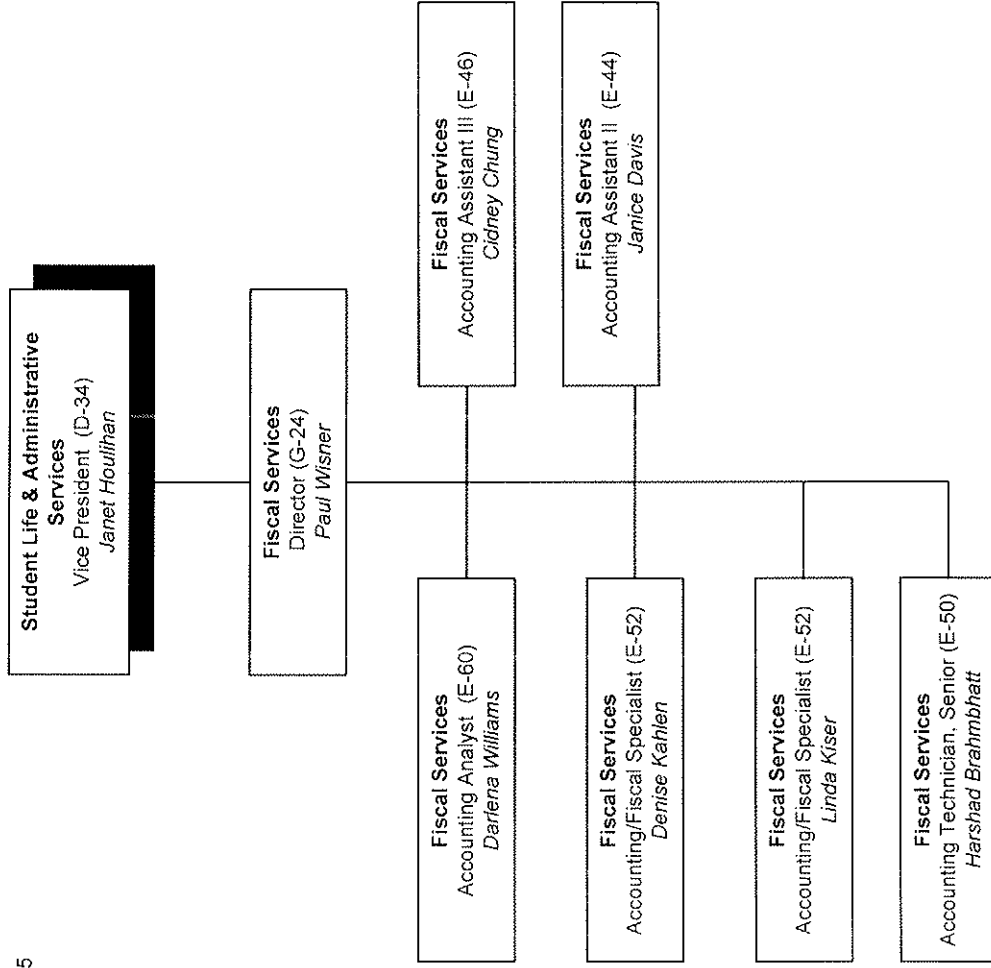 Student Life & Administrative
Services
Vice President (D-34)
Janet Houlihan
Fiscal Services
Director (G-24)
Paul Wisner
Fiscal Services
Accounting Analyst (E-60)
Darlena Williams
Fiscal Services
Accounting Assistant III (E-46)
Cidney Chung
Fiscal Services
Accounting/Fiscal Specialist (E-52)
Denise Kahlen
Fiscal Services
Accounting Assistant II (E-44)
Janice Davis
Fiscal Services
Accounting/Fiscal Specialist (E-52)
Linda Kiser
Fiscal Services
Accounting Technician, Senior (E-50)
Harshad Brahmbhatt
5